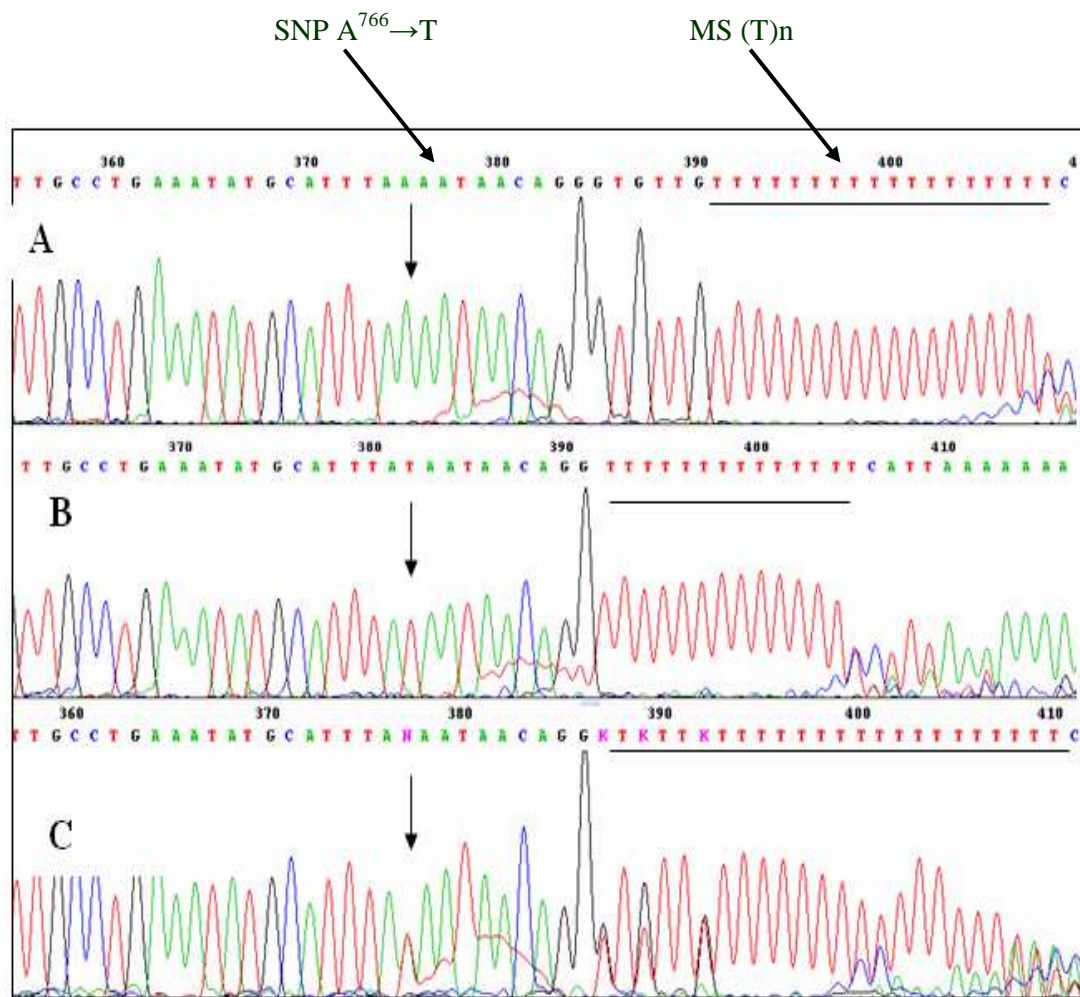 SNP A⁷⁶⁶→T MS (T)n
360 370 380 390 400 4
T T G C C T G A A A T A T G C A T T T A A A A T A A C A G G G T G T T G T T T T T T T T T T T T T T T T T T C
A
370 380 390 400 410
T T G C C T G A A A T A T G C A T T T A T A A T A A C A G G T T T T T T T T T T T T T C A T T A A A A A A A
B
360 370 380 390 400 410
T T G C C T G A A A T A T G C A T T T A N A A T A A C A G G K T K T T K T T T T T T T T T T T T T T T T T T C
C